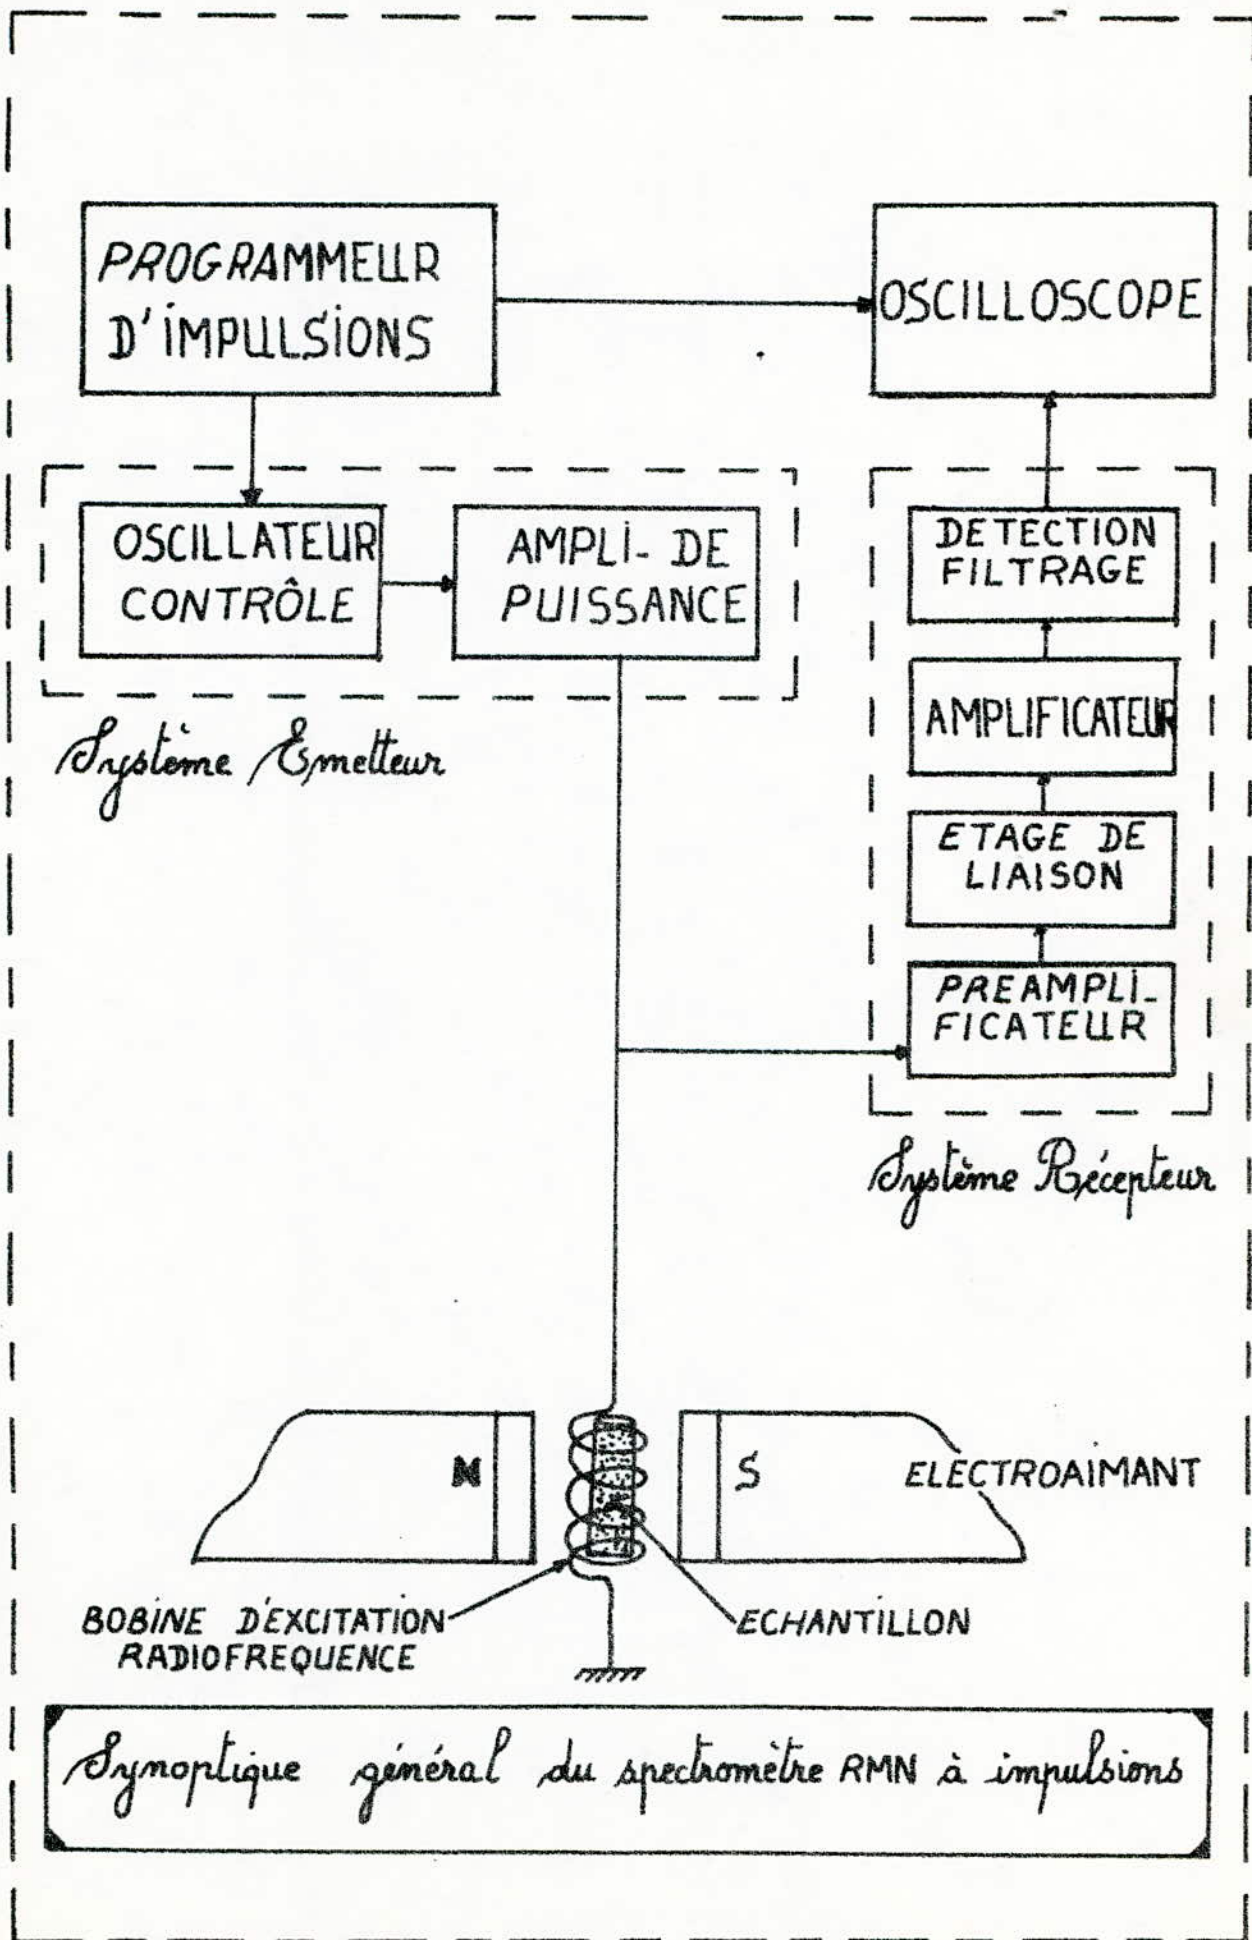 PROGRAMMEUR
D'IMPULSIONS
OSCILLOSCOPE
OSCILLATEUR
CONTRÔLE
AMPLI- DE
PUISSANCE
Système Emetteur
DETECTION
FILTRAGE
AMPLIFICATEUR
ETAGE DE
LIAISON
PREAMPLI-
FICATEUR
Système Récepteur
N
S
ELECTROAIMANT
BOBINE D'EXCITATION
RADIOFREQUENCE
ECHANTILLON
Synoptique général du spectromètre RMN à impulsions